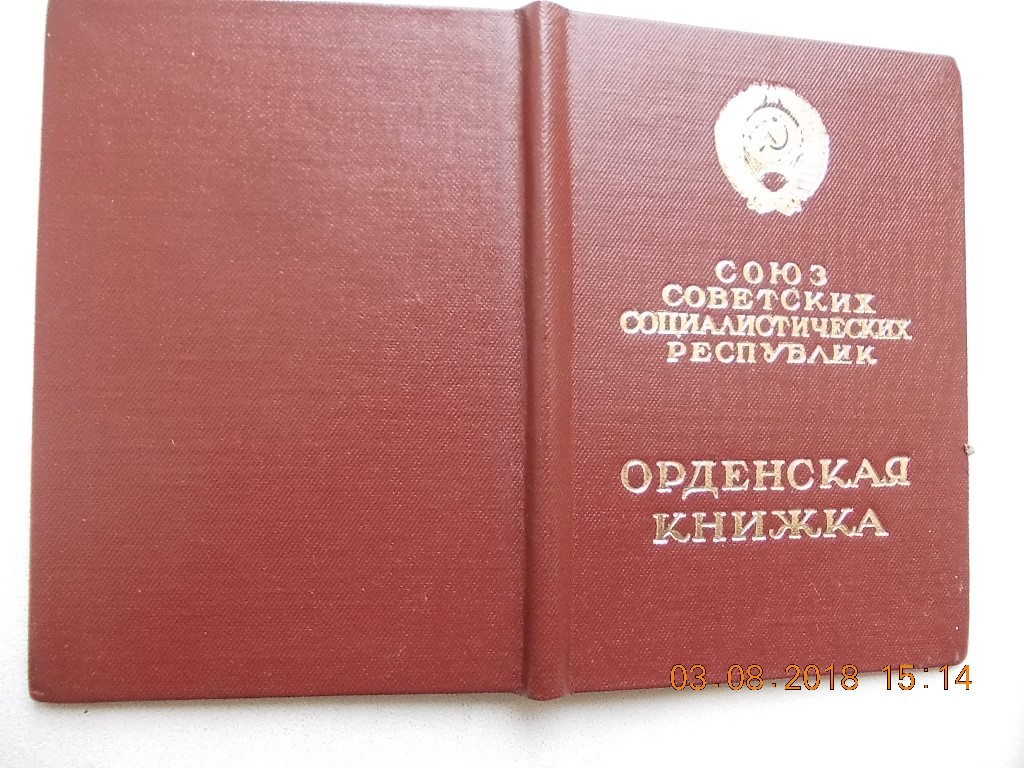 СОЮЗ
СОВЕТСКИХ
СОЦИАЛИСТИЧЕСКИХ
РЕСПУБЛИК
ОРДЕНСКАЯ
КНИЖКА
03.08.2018 15:14